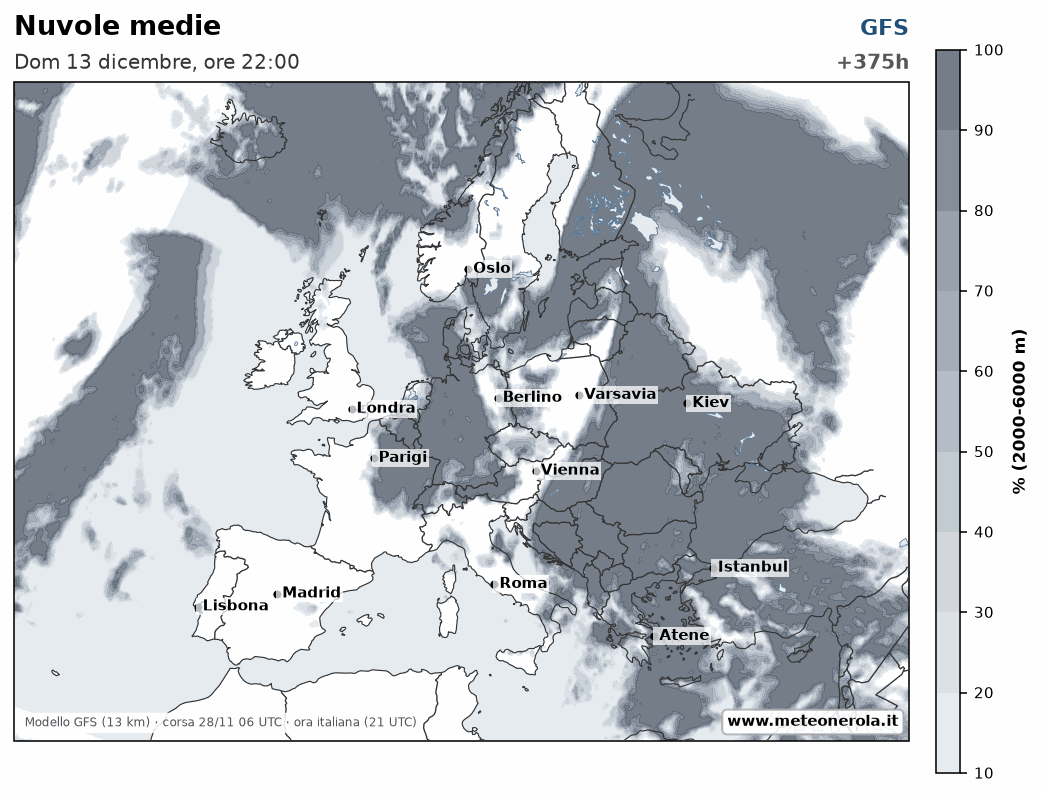 Nuvole medie
GFS
Dom 13 dicembre, ore 22:00
+375h
Oslo
Londra
Berlino
Varsavia
Kiev
Parigi
Vienna
Istanbul
Roma
Madrid
Lisbona
Atene
Modello GFS (13 km) · corsa 28/11 06 UTC · ora italiana (21 UTC)
www.meteonerola.it
100
90
80
70
60
50
40
30
20
10
% (2000-6000 m)